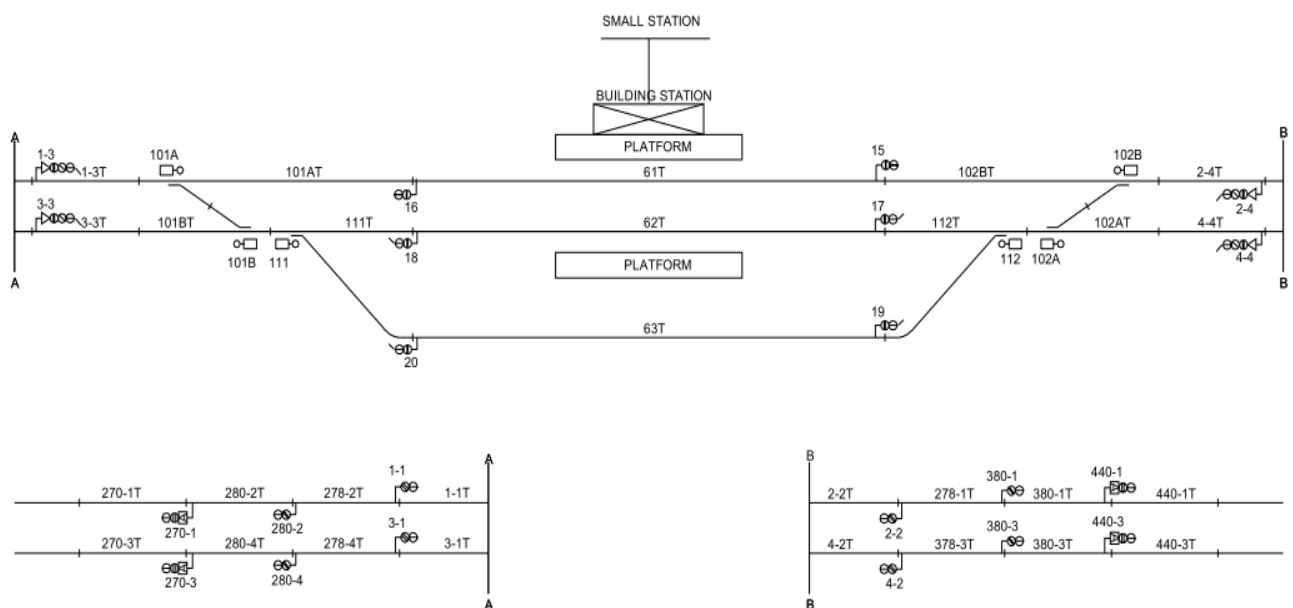 SMALL STATION
BUILDING STATION
PLATFORM
A B
1-3 1-3T 101A 101AT 61T 15 102BT 102B 2-4T
16 2-4
3-3 3-3T 101BT 111T 62T 17 112T 102AT 4-4T
101B 111 18 112 102A 4-4
PLATFORM
A B
63T 19
20
A B
270-1T 280-2T 278-2T 1-1 1-1T
270-1 280-2
270-3T 280-4T 278-4T 3-1 3-1T
270-3 280-4
A
2-2T 278-1T 380-1 380-1T 440-1 440-1T
2-2
4-2T 378-3T 380-3 380-3T 440-3 440-3T
4-2
B